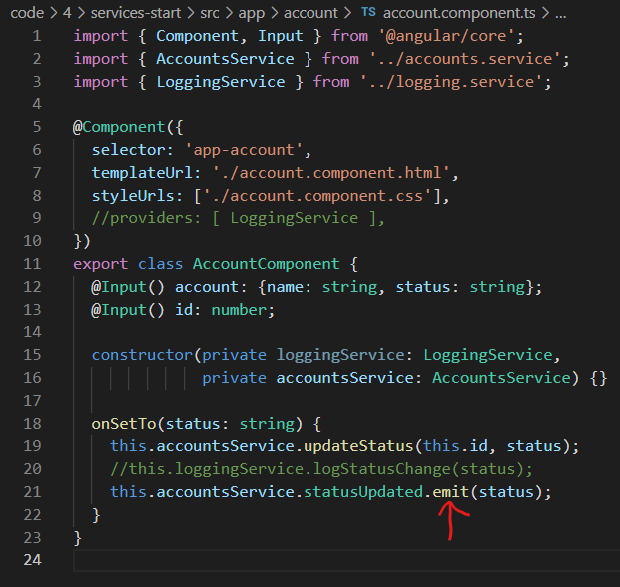 code > 4 > services-start > src > app > account > TS account.component.ts > ...
1 import { Component, Input } from '@angular/core';
2 import { AccountsService } from '../accounts.service';
3 import { LoggingService } from '../logging.service';
4
5 @Component({
6   selector: 'app-account',
7   templateUrl: './account.component.html',
8   styleUrls: ['./account.component.css'],
9   //providers: [ LoggingService ],
10 })
11 export class AccountComponent {
12   @Input() account: {name: string, status: string};
13   @Input() id: number;
14
15   constructor(private loggingService: LoggingService,
16               private accountsService: AccountsService) {}
17
18   onSetTo(status: string) {
19     this.accountsService.updateStatus(this.id, status);
20     //this.loggingService.logStatusChange(status);
21     this.accountsService.statusUpdated.emit(status);
22   }
23 }
24